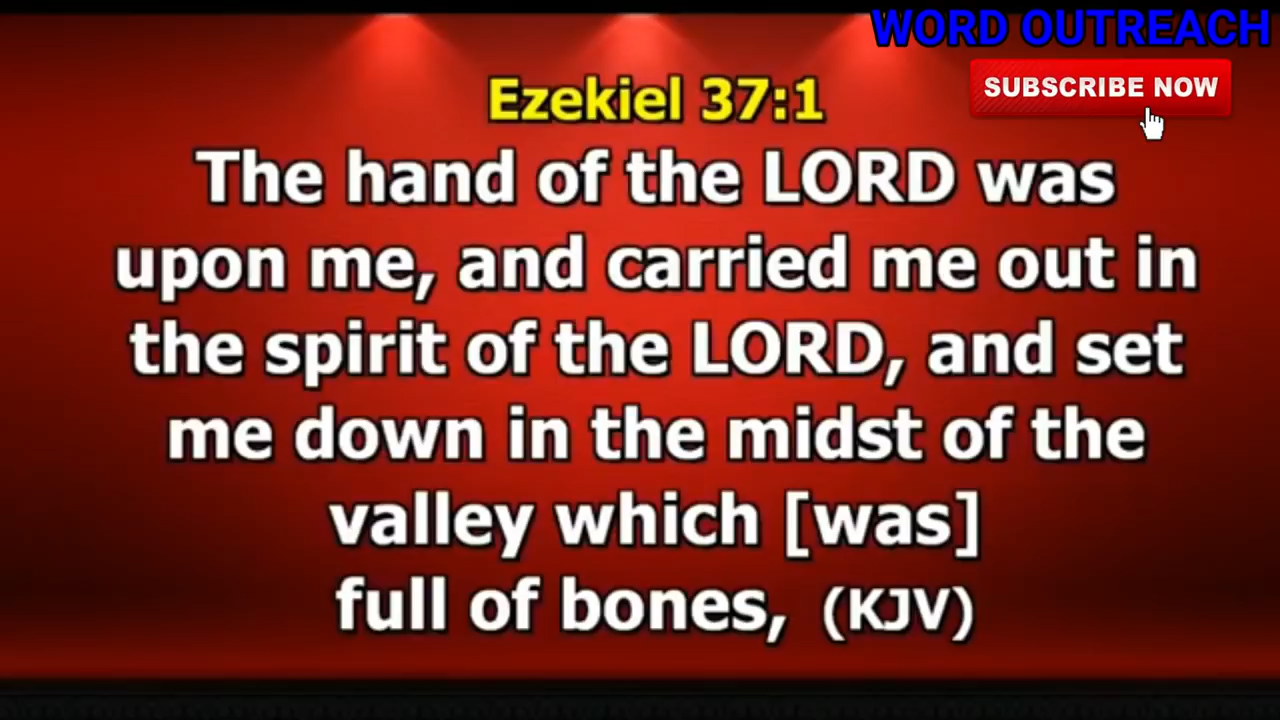 WORD OUTREACH
SUBSCRIBE NOW
Ezekiel 37:1
The hand of the LORD was
upon me, and carried me out in
the spirit of the LORD, and set
me down in the midst of the
valley which [was]
full of bones, (KJV)